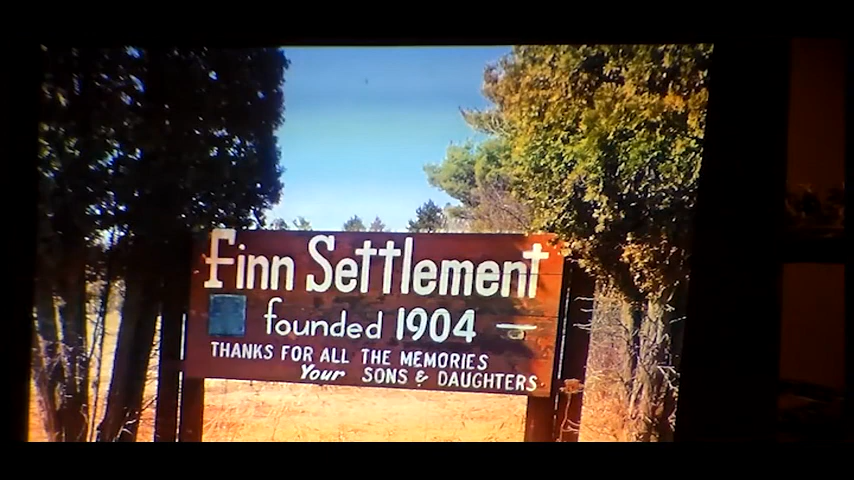 Finn Settlement
founded 1904
THANKS FOR ALL THE MEMORIES
Your SONS & DAUGHTERS